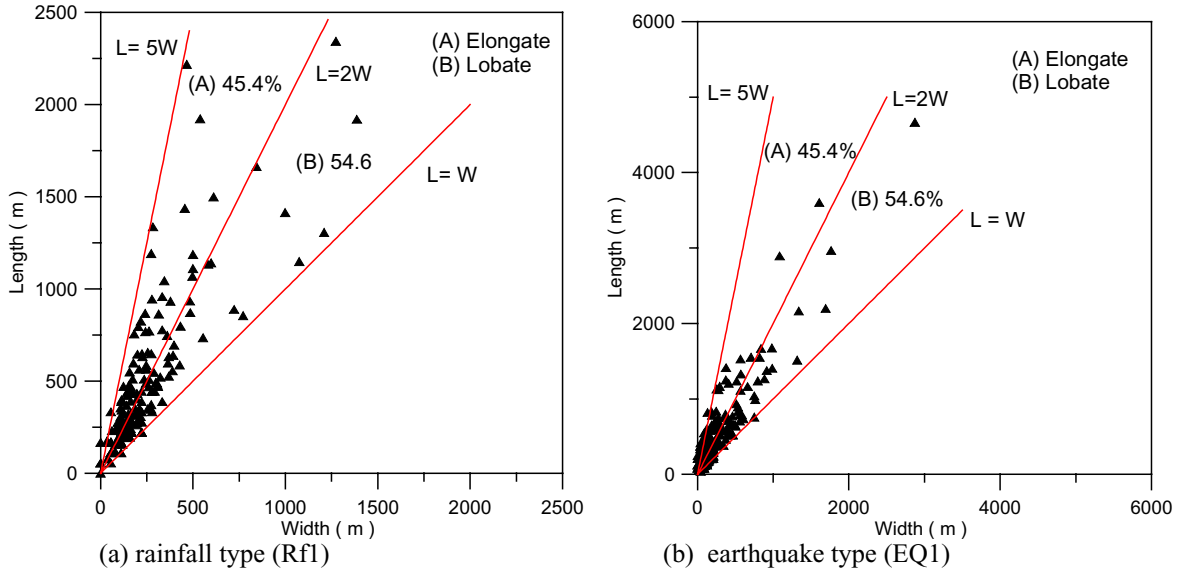 2500
2000
1500
1000
500
0
Length ( m )
0 500 1000 1500 2000 2500
Width ( m )
L= 5W
(A) 45.4%
L=2W
(A) Elongate
(B) Lobate
(B) 54.6
L= W
(a) rainfall type (Rf1)
6000
4000
2000
0
Length ( m )
0 2000 4000 6000
Width ( m )
(A) Elongate
(B) Lobate
L= 5W
L=2W
(A) 45.4%
(B) 54.6%
L = W
(b) earthquake type (EQ1)